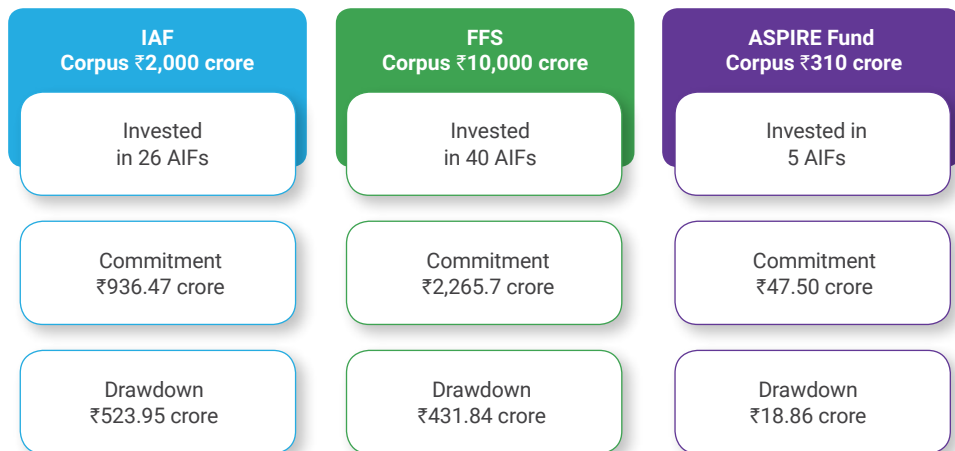 IAF
Corpus ₹2,000 crore
Invested
in 26 AIFs
Commitment
₹936.47 crore
Drawdown
₹523.95 crore
FFS
Corpus ₹10,000 crore
Invested
in 40 AIFs
Commitment
₹2,265.7 crore
Drawdown
₹431.84 crore
ASPIRE Fund
Corpus ₹310 crore
Invested in
5 AIFs
Commitment
₹47.50 crore
Drawdown
₹18.86 crore